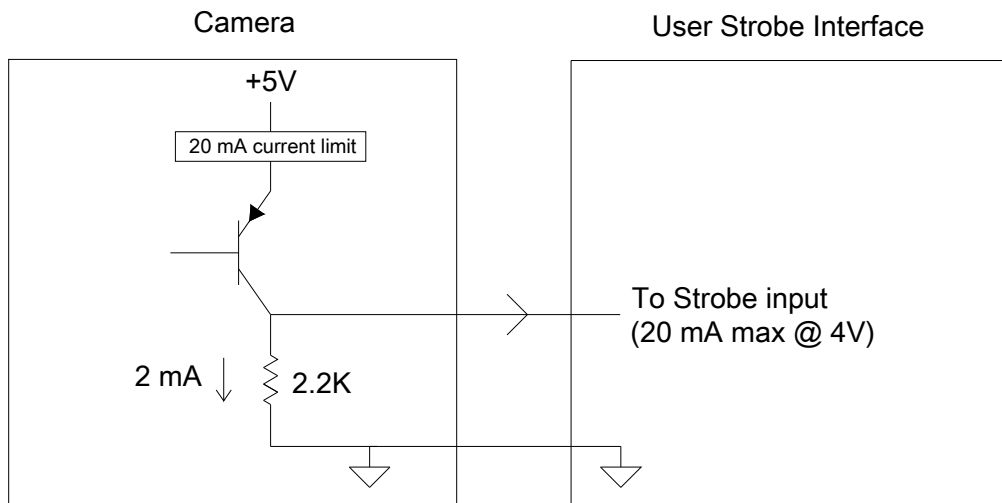 Camera
User Strobe Interface
+5V
20 mA current limit
To Strobe input
(20 mA max @ 4V)
2 mA
2.2K